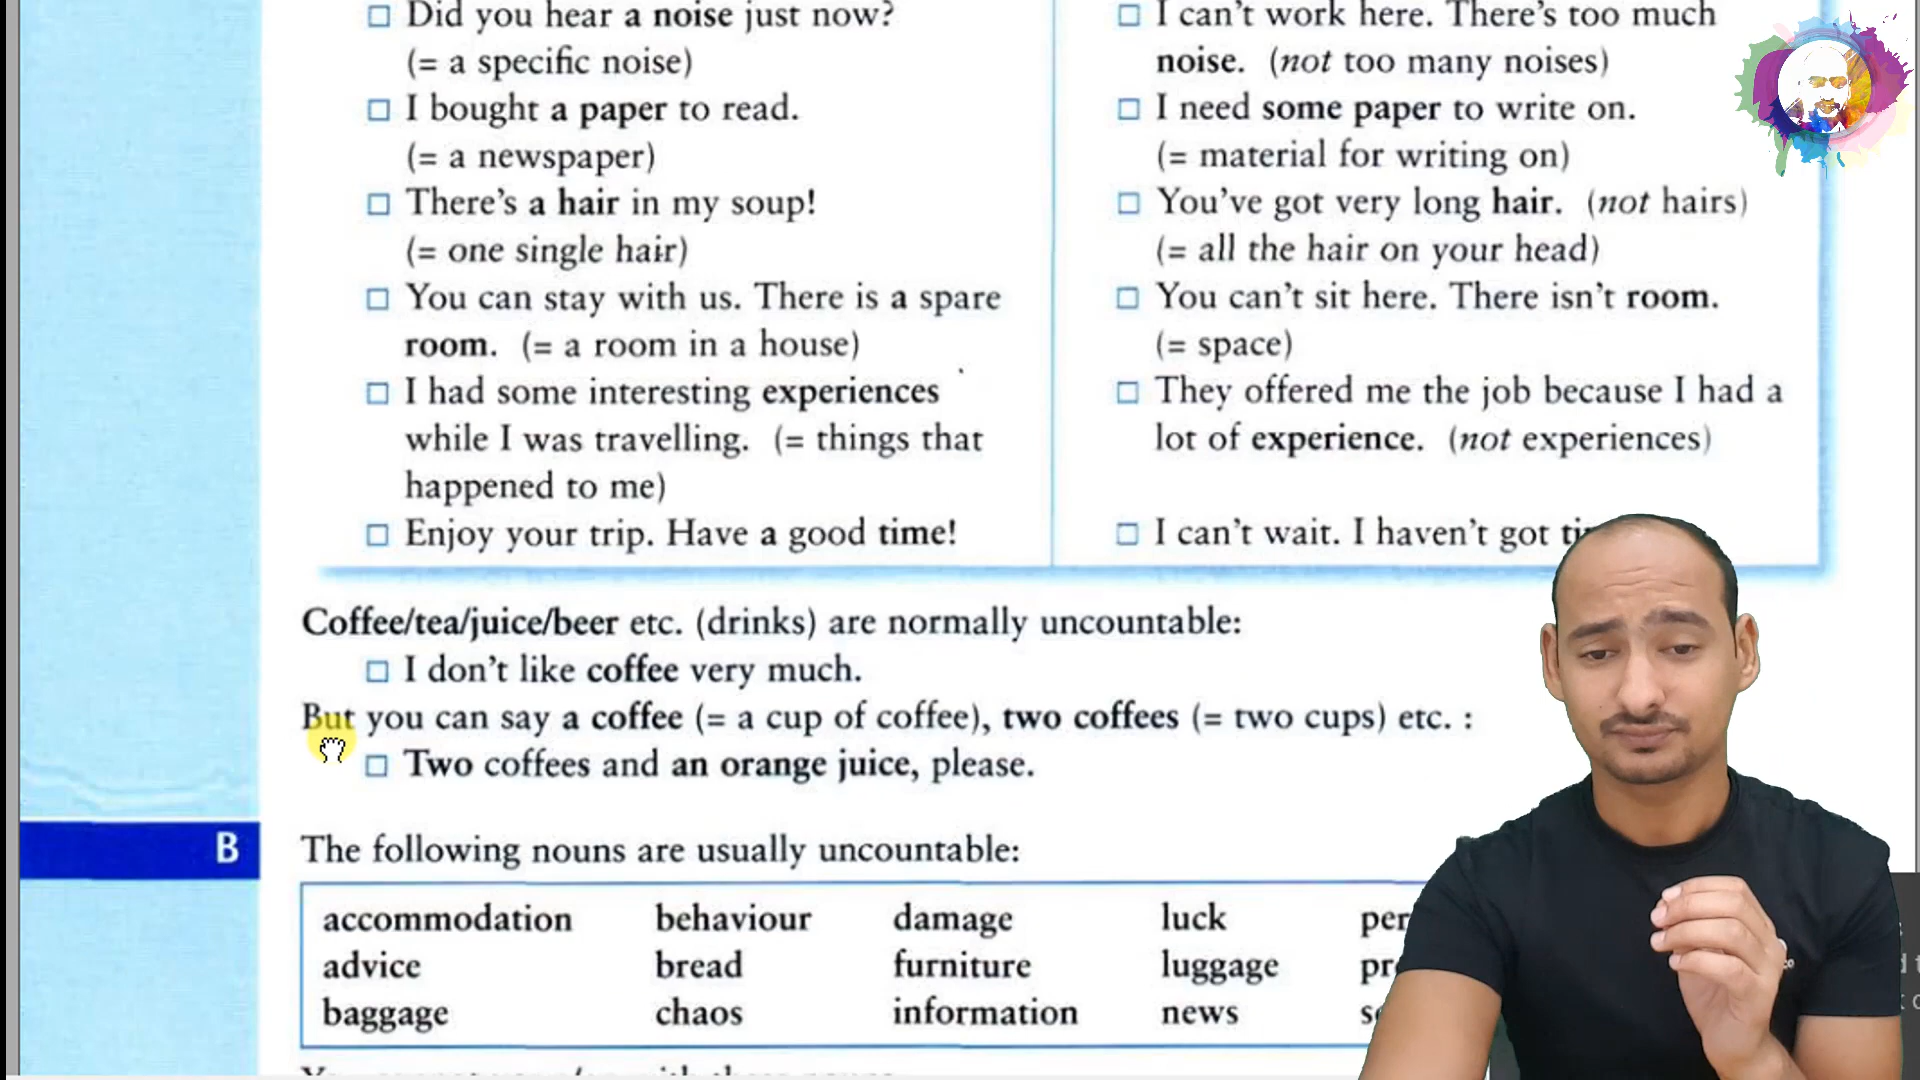 Did you hear a noise just now?
(= a specific noise)
I bought a paper to read.
(= a newspaper)
There's a hair in my soup!
(= one single hair)
You can stay with us. There is a spare
room. (= a room in a house)
I had some interesting experiences
while I was travelling. (= things that
happened to me)
Enjoy your trip. Have a good time!
I can't work here. There's too much
noise. (not too many noises)
I need some paper to write on.
(= material for writing on)
You've got very long hair. (not hairs)
(= all the hair on your head)
You can't sit here. There isn't room.
(= space)
They offered me the job because I had a
lot of experience. (not experiences)
I can't wait. I haven't got
Coffee/tea/juice/beer etc. (drinks) are normally uncountable:
I don't like coffee very much.
But you can say a coffee (= a cup of coffee), two coffees (= two cups) etc. :
Two coffees and an orange juice, please.
B
The following nouns are usually uncountable:
accommodation behaviour damage luck
advice bread furniture luggage
baggage chaos information news